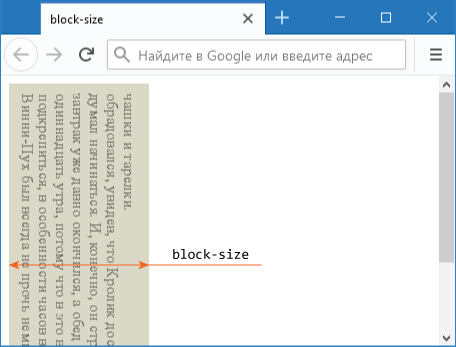 block-size
Найдите в Google или введите адрес
Винни-Пух был всегда не прочь неми
подкрепиться, в особенности часов в
одиннадцать утра, потому что в это в
завтрак уже давно окончился, а обед
думал начинаться. И, конечно, он стр
обрадовался, увидев, что Кролик дос
чашки и тарелки.
block-size